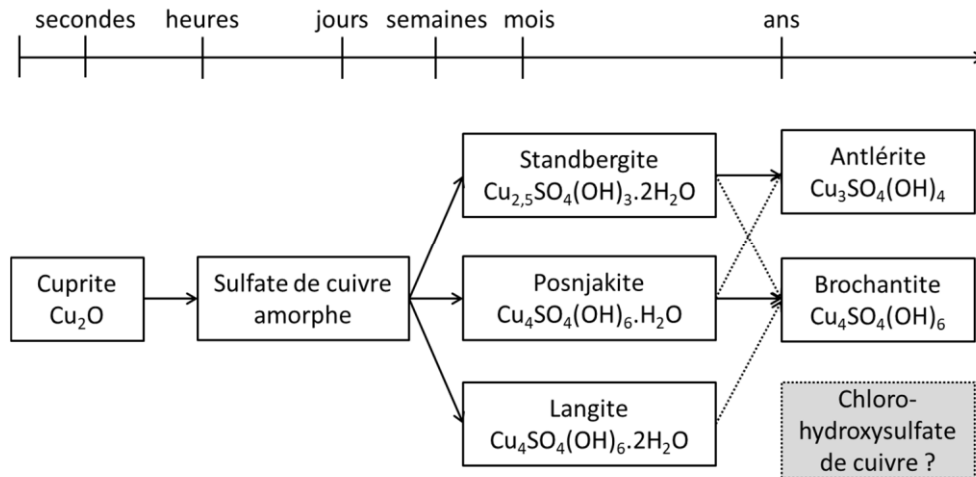 secondes heures jours semaines mois ans
Standbergite
Cu₂,₅SO₄(OH)₃.2H₂O
Antlérite
Cu₃SO₄(OH)₄
Cuprite
Cu₂O
Sulfate de cuivre
amorphe
Posnjakite
Cu₄SO₄(OH)₆.H₂O
Brochantite
Cu₄SO₄(OH)₆
Langite
Cu₄SO₄(OH)₆.2H₂O
Chloro-
hydroxysulfate
de cuivre ?